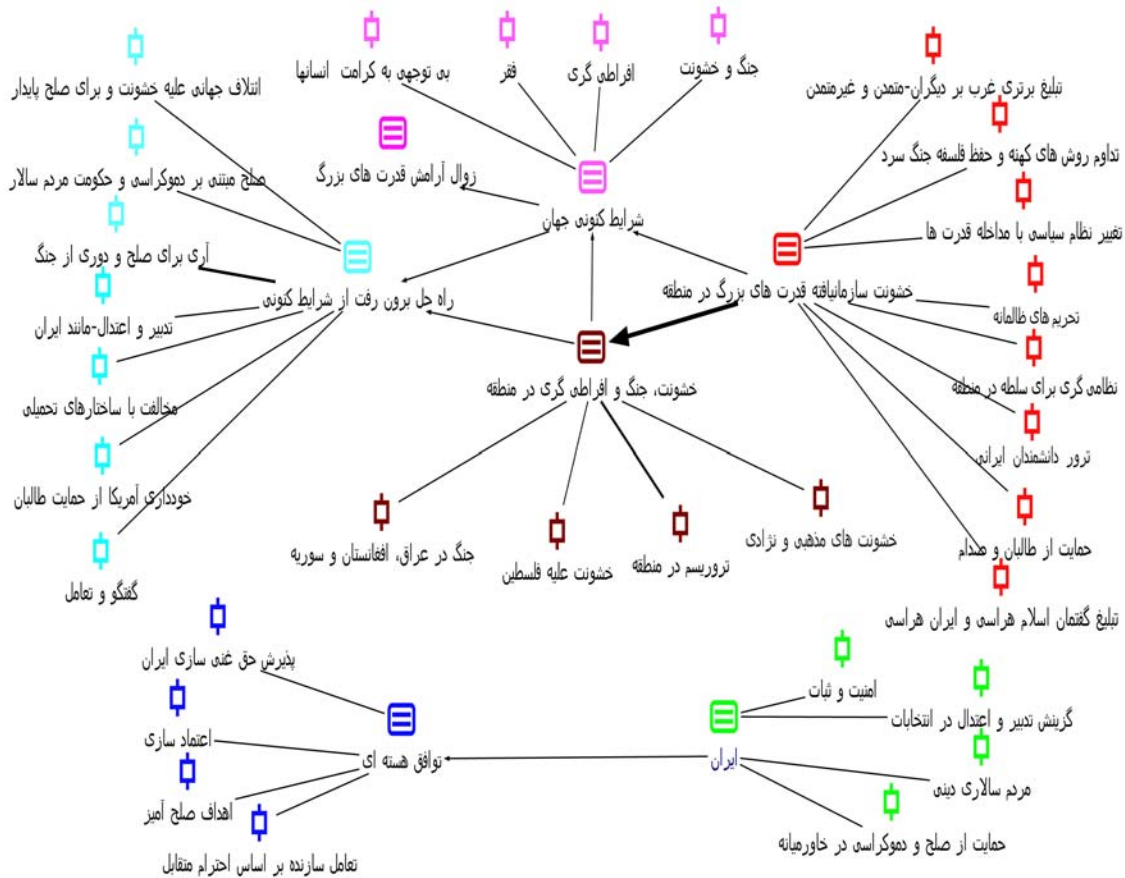 جنگ و خشونت
افراطی گری
فقر
بی توجهی به کرامت انسانها
زوال آرامش قدرت های بزرگ
شرایط کنونی جهان
تبلیغ برتری غرب بر دیگران-متمدن و غیرمتمدن
تداوم روش های کهنه و حفظ فلسفه جنگ سرد
تغییر نظام سیاسی با مداخله قدرت ها
خشونت سازمانیافته قدرت های بزرگ در منطقه
تحریم های ظالمانه
نظامی گری برای سلطه در منطقه
ترور دانشمندان ایرانی
حمایت از طالبان و صدام
تبلیغ گفتمان اسلام هراسی و ایران هراسی
ائتلاف جهانی علیه خشونت و برای صلح پایدار
صلح مبتنی بر دموکراسی و حکومت مردم سالار
آری برای صلح و دوری از جنگ
راه حل برون رفت از شرایط کنونی
تدبیر و اعتدال-مانند ایران
مخالفت با ساختارهای تحمیلی
خودداری آمریکا از حمایت طالبان
گفتگو و تعامل
خشونت، جنگ و افراطی گری در منطقه
خشونت های مذهبی و نژادی
تروریسم در منطقه
خشونت علیه فلسطین
جنگ در عراق، افغانستان و سوریه
امنیت و ثبات
گزینش تدبیر و اعتدال در انتخابات
ایران
مردم سالاری دینی
حمایت از صلح و دموکراسی در خاورمیانه
پذیرش حق غنی سازی ایران
توافق هسته ای
اعتماد سازی
اهداف صلح آمیز
تعامل سازنده بر اساس احترام متقابل